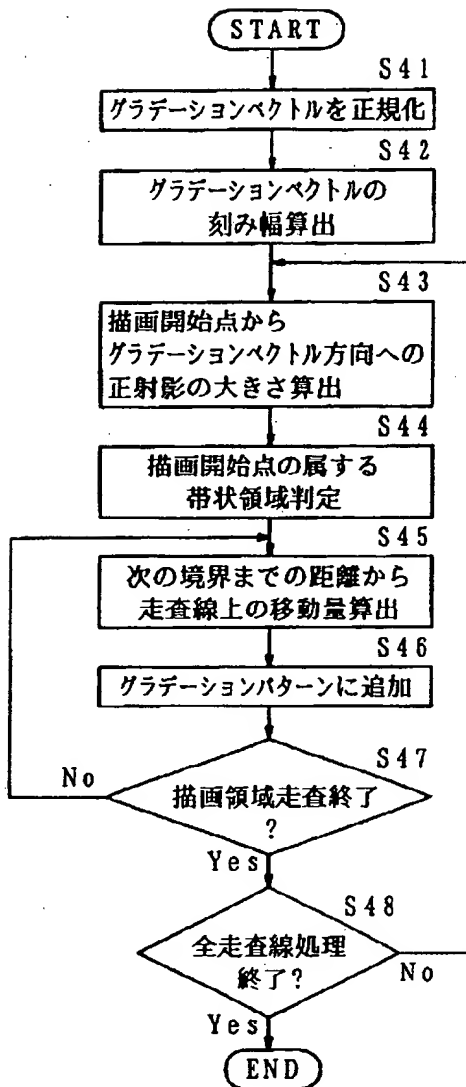 START
S41
グラデーションベクトルを正規化
S42
グラデーションベクトルの
刻み幅算出
S43
描画開始点から
グラデーションベクトル方向への
正射影の大きさ算出
S44
描画開始点の属する
帯状領域判定
S45
次の境界までの距離から
走査線上の移動量算出
S46
グラデーションパターンに追加
S47
No
描画領域走査終了
?
Yes
S48
全走査線処理
終了?
No
Yes
END